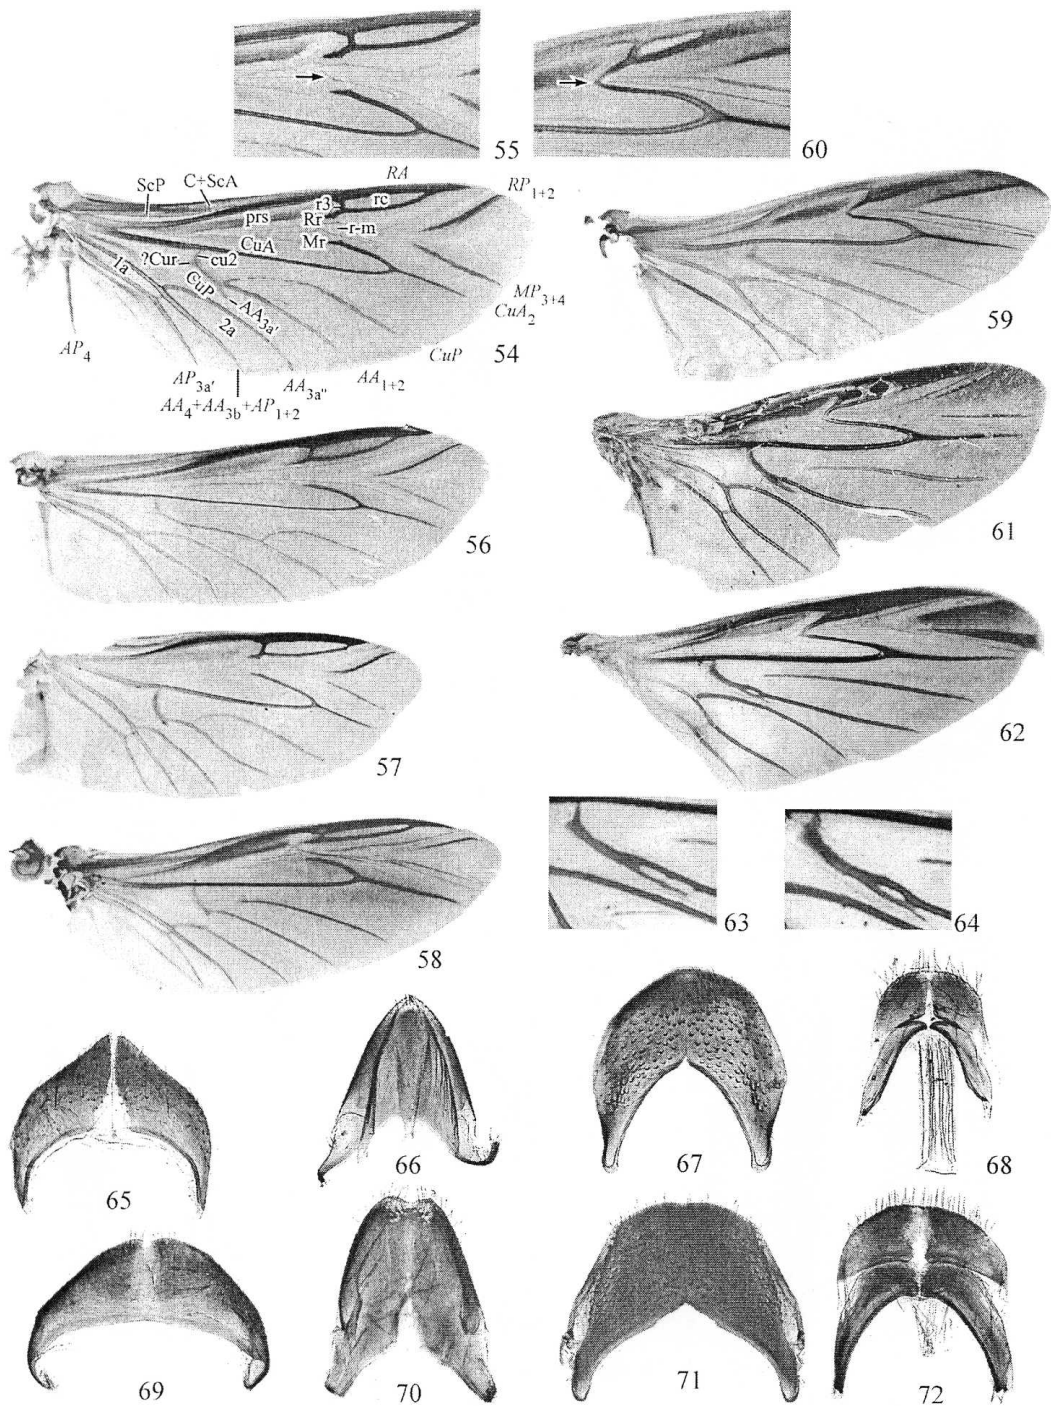 55
60
ScP
C+ScA
RA
RP1+2
r3
rc
prs
Rr
r-m
CuA
Mr
1a
?Cur
cu2
CuP
AA3a'
2a
MP3+4
CuA2
CuP
54
59
AP4
AP3a'
AA3a"
AA1+2
AA4+AA3b+AP1+2
56
61
57
62
58
63
64
65
66
67
68
69
70
71
72